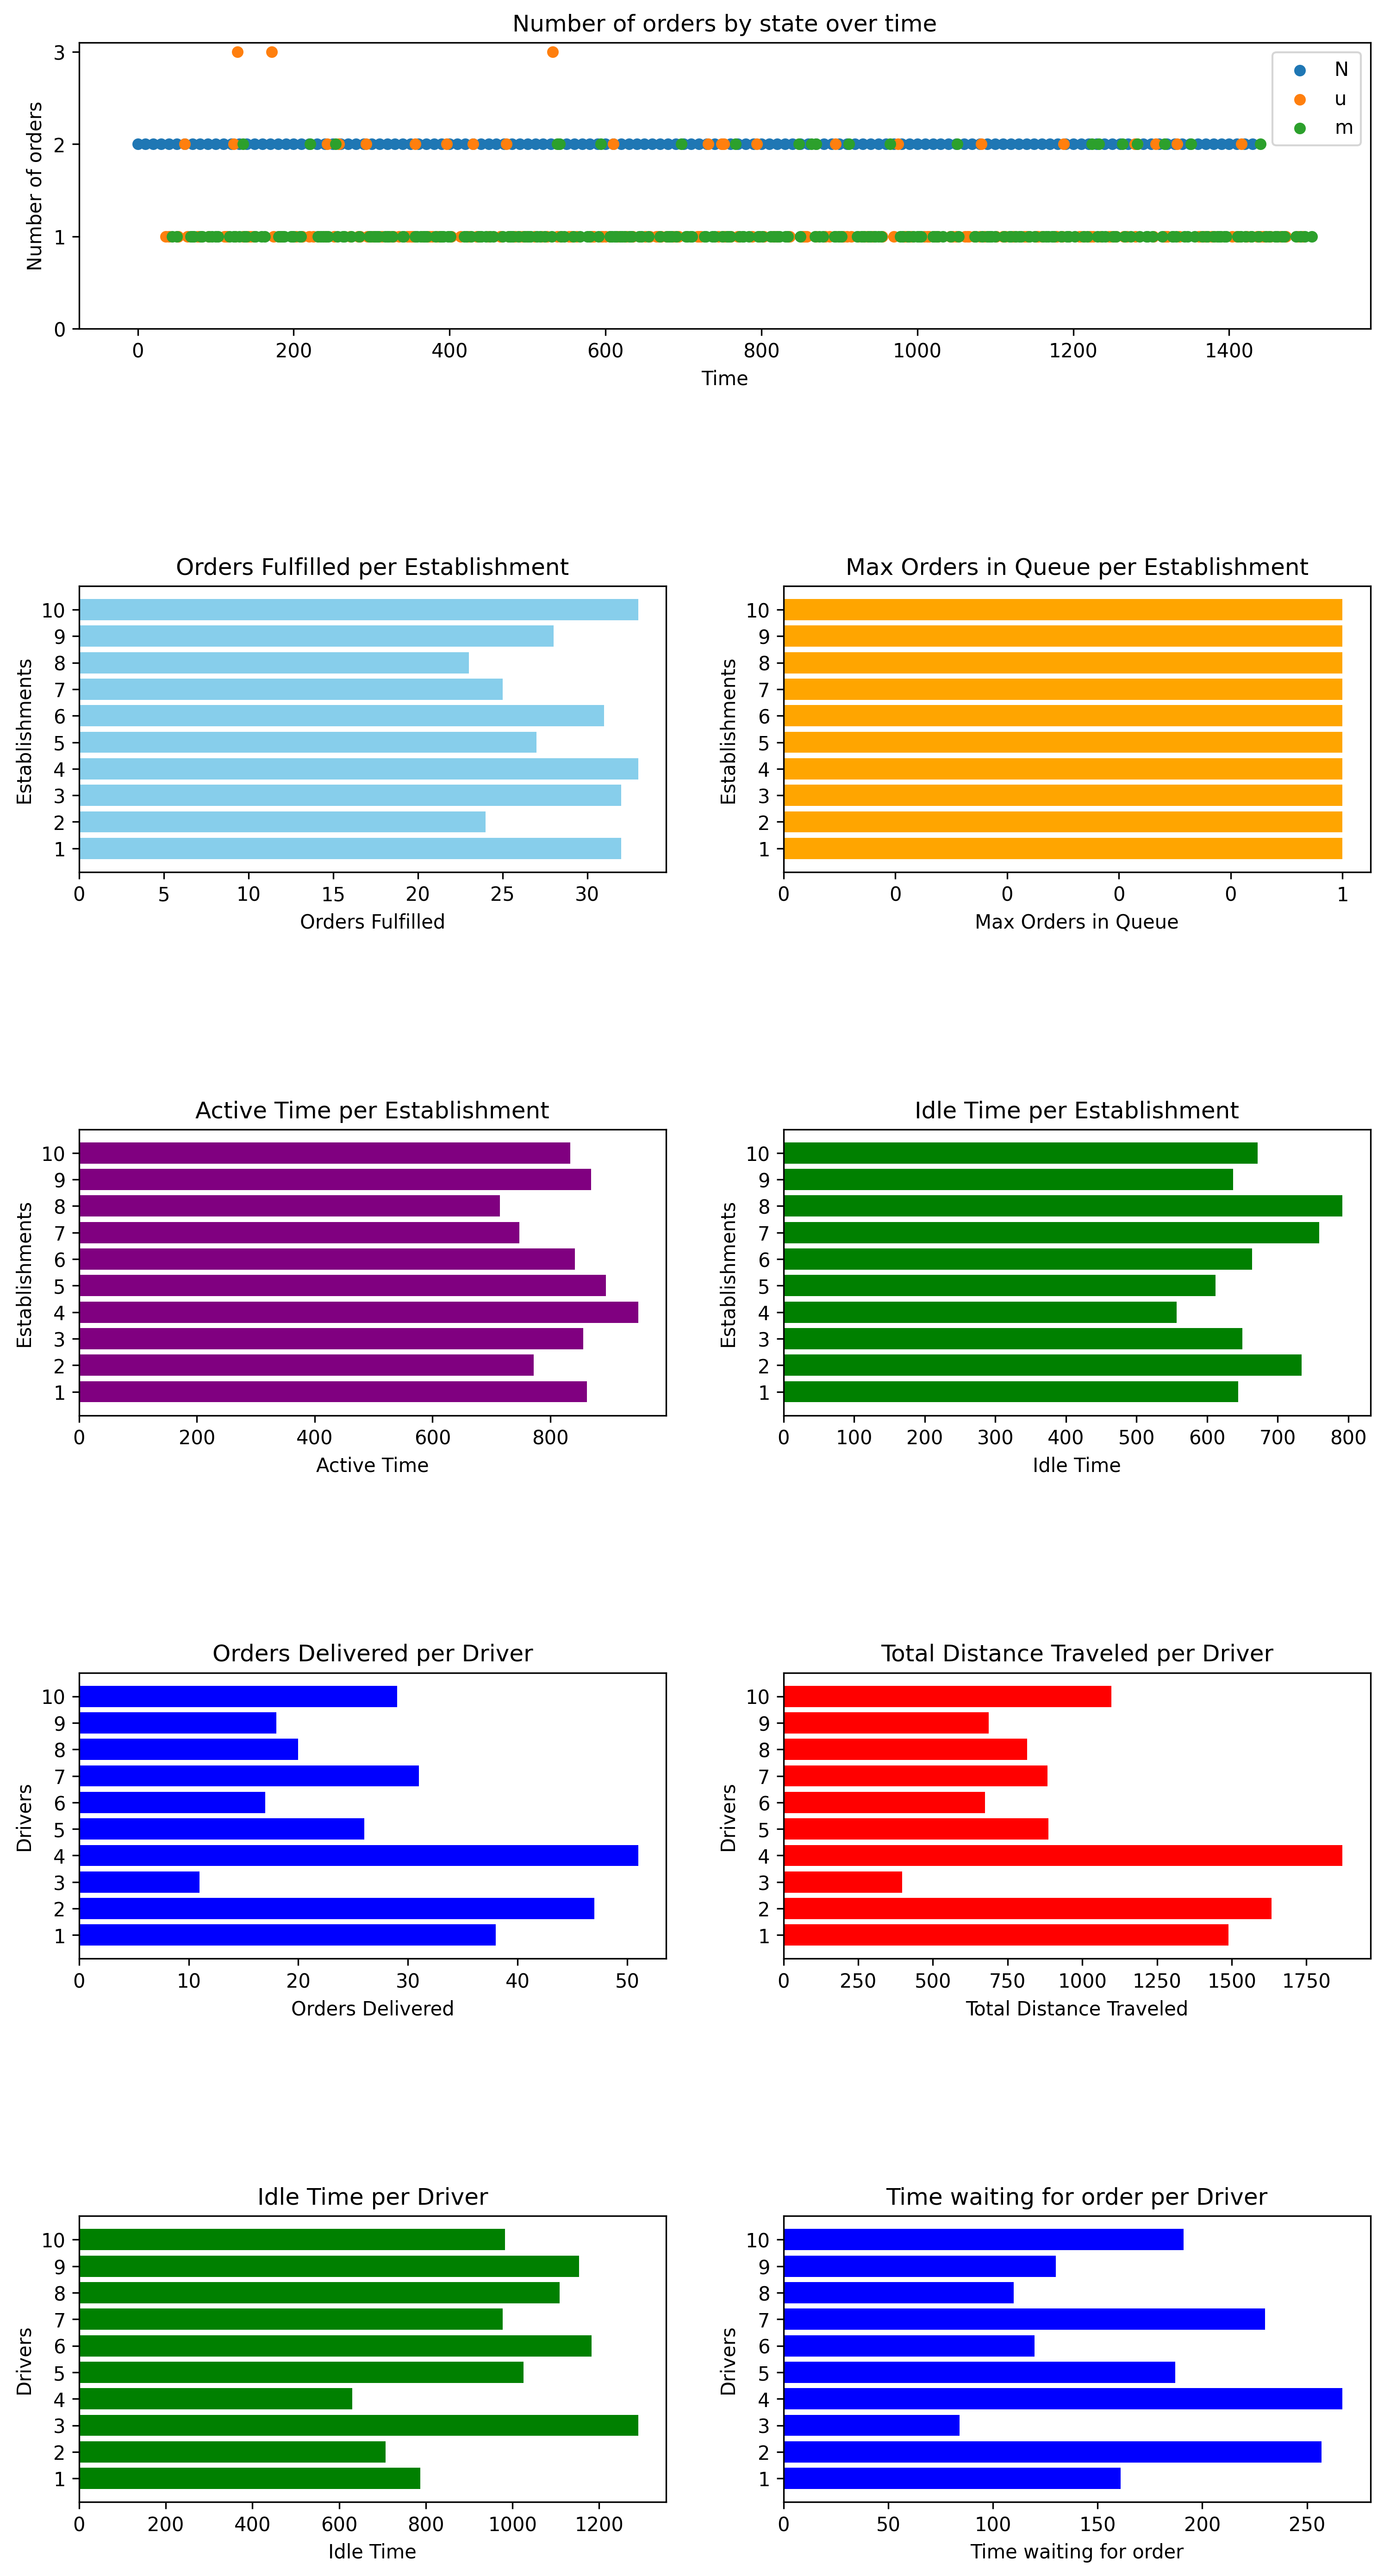 Number of orders by state over time
Number of orders
3
2
1
0
N
u
m
0 200 400 600 800 1000 1200 1400
Time
Orders Fulfilled per Establishment
Establishments
10
9
8
7
6
5
4
3
2
1
0 5 10 15 20 25 30
Orders Fulfilled
Max Orders in Queue per Establishment
Establishments
10
9
8
7
6
5
4
3
2
1
0 0 0 0 0 1
Max Orders in Queue
Active Time per Establishment
Establishments
10
9
8
7
6
5
4
3
2
1
0 200 400 600 800
Active Time
Idle Time per Establishment
Establishments
10
9
8
7
6
5
4
3
2
1
0 100 200 300 400 500 600 700 800
Idle Time
Orders Delivered per Driver
Drivers
10
9
8
7
6
5
4
3
2
1
0 10 20 30 40 50
Orders Delivered
Total Distance Traveled per Driver
Drivers
10
9
8
7
6
5
4
3
2
1
0 250 500 750 1000 1250 1500 1750
Total Distance Traveled
Idle Time per Driver
Drivers
10
9
8
7
6
5
4
3
2
1
0 200 400 600 800 1000 1200
Idle Time
Time waiting for order per Driver
Drivers
10
9
8
7
6
5
4
3
2
1
0 50 100 150 200 250
Time waiting for order